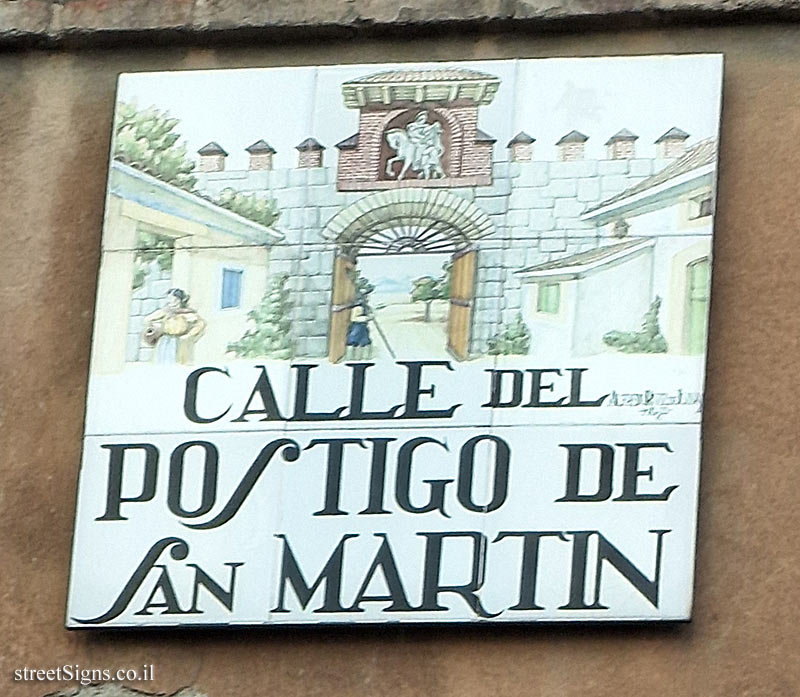 CALLE DEL
POSTIGO DE
SAN MARTIN
streetSigns.co.il